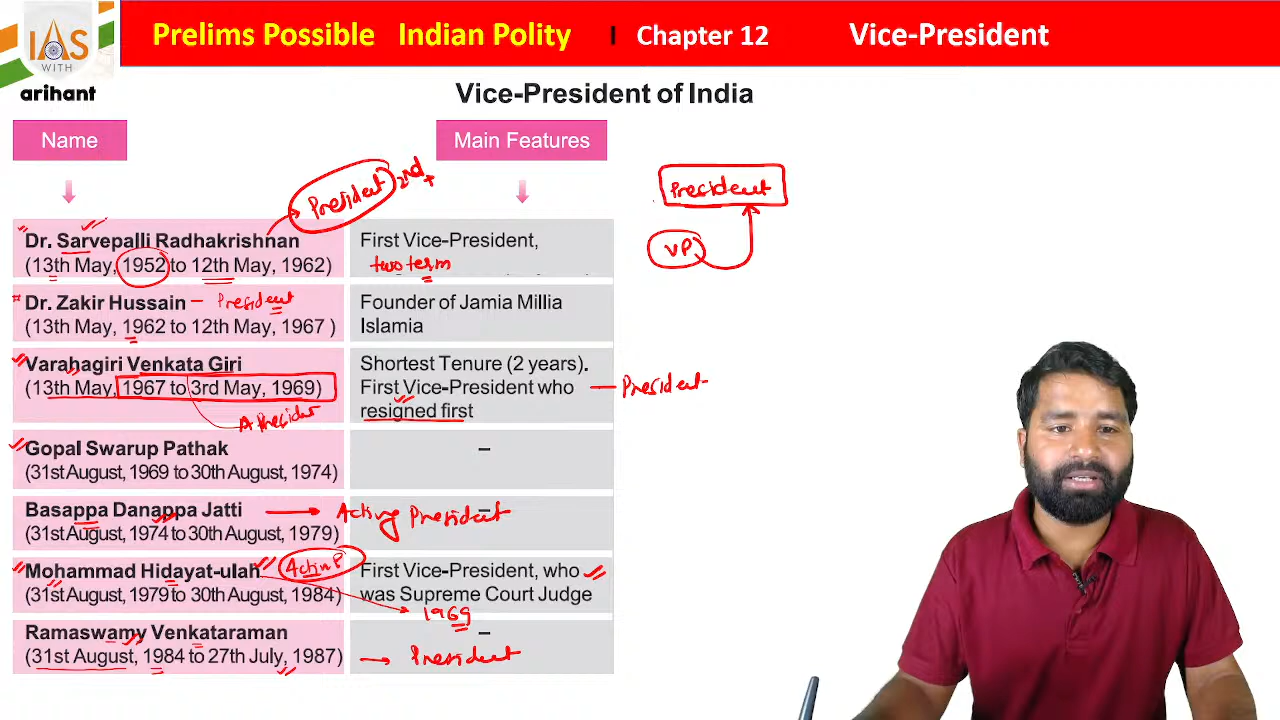 IAS
WITH
arihant
Prelims Possible Indian Polity | Chapter 12 Vice-President
Vice-President of India
Name
Main Features
President 2nd
President
VP
Dr. Sarvepalli Radhakrishnan
(13th May, 1952 to 12th May, 1962)
First Vice-President,
two term
Dr. Zakir Hussain - President
(13th May, 1962 to 12th May, 1967 )
Founder of Jamia Millia
Islamia
Varahagiri Venkata Giri
(13th May, 1967 to 3rd May, 1969)
Shortest Tenure (2 years).
First Vice-President who
resigned first
President
Gopal Swarup Pathak
(31st August, 1969 to 30th August, 1974)
–
Basappa Danappa Jatti
(31st August, 1974 to 30th August, 1979)
–
Acting President
Mohammad Hidayat-ulah
(31st August, 1979 to 30th August, 1984)
First Vice-President, who
was Supreme Court Judge
1969
Ramaswamy Venkataraman
(31st August, 1984 to 27th July, 1987)
–
President